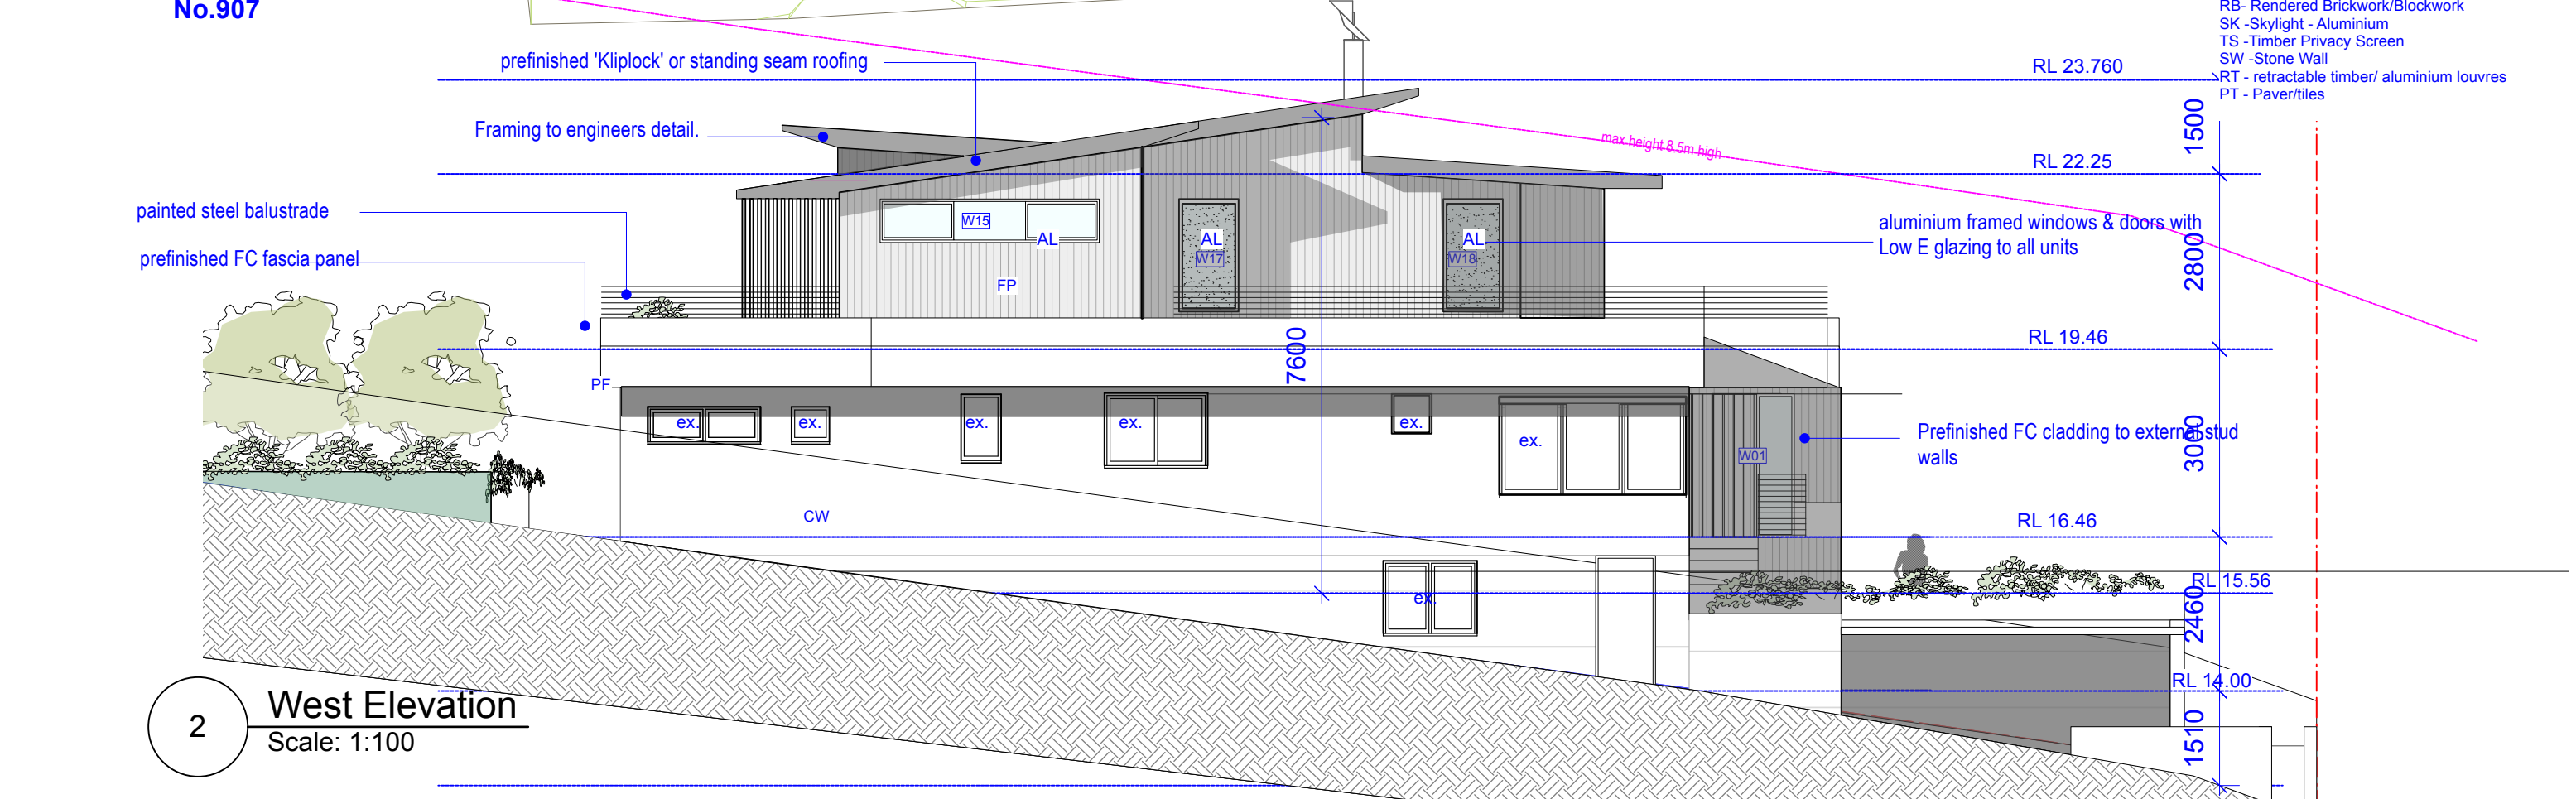 No.907
RB- Rendered Brickwork/Blockwork
SK -Skylight - Aluminium
TS -Timber Privacy Screen
SW -Stone Wall
RT - retractable timber/ aluminium louvres
PT - Paver/tiles
prefinished 'Kliplock' or standing seam roofing
RL 23.760
Framing to engineers detail.
1500
max height 8.5m high
RL 22.25
painted steel balustrade
W15
AL
AL
W17
AL
W18
aluminium framed windows & doors with
Low E glazing to all units
prefinished FC fascia panel
28000
FP
RL 19.46
7600
PF
ex.
ex.
ex.
ex.
ex.
ex.
Prefinished FC cladding to external stud
walls
3000
W01
CW
RL 16.46
RL 15.56
ex.
2460
RL 14.00
2
West Elevation
Scale: 1:100
1510